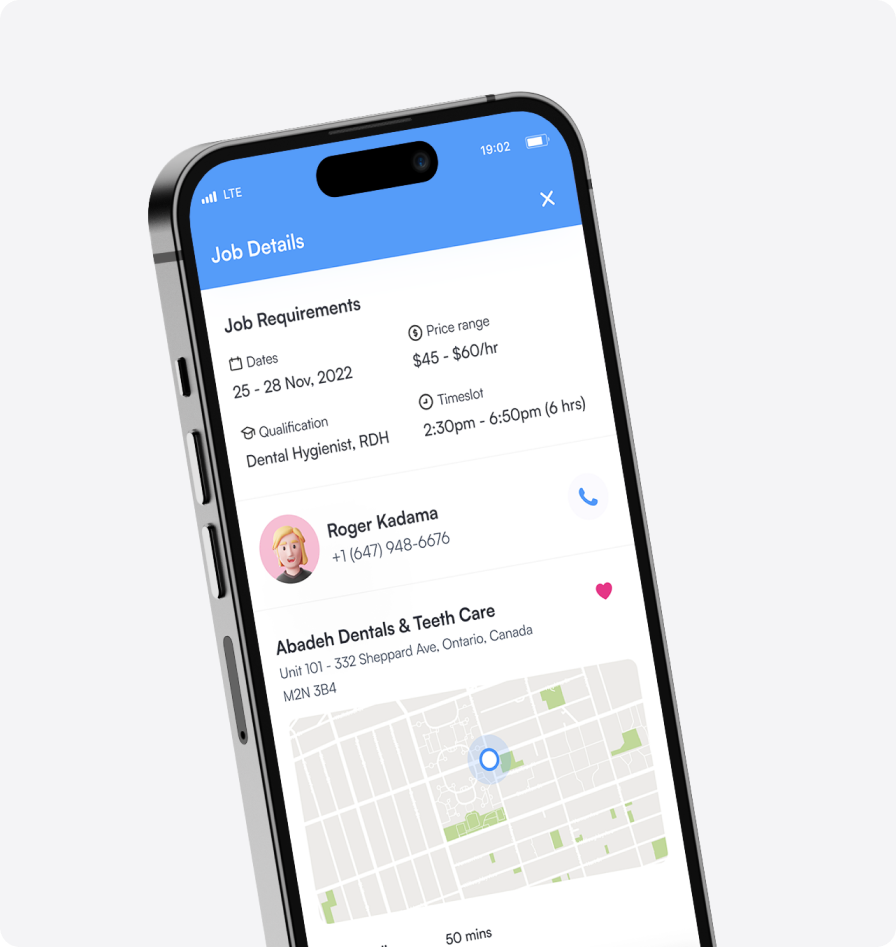 LTE
19:02
Job Details
Job Requirements
Dates
25 - 28 Nov, 2022
Price range
$45 - $60/hr
Qualification
Dental Hygienist, RDH
Timeslot
2:30pm - 6:50pm (6 hrs)
Roger Kadama
+1 (647) 948-6676
Abadeh Dentals & Teeth Care
Unit 101 - 332 Sheppard Ave, Ontario, Canada
M2N 3B4
50 mins